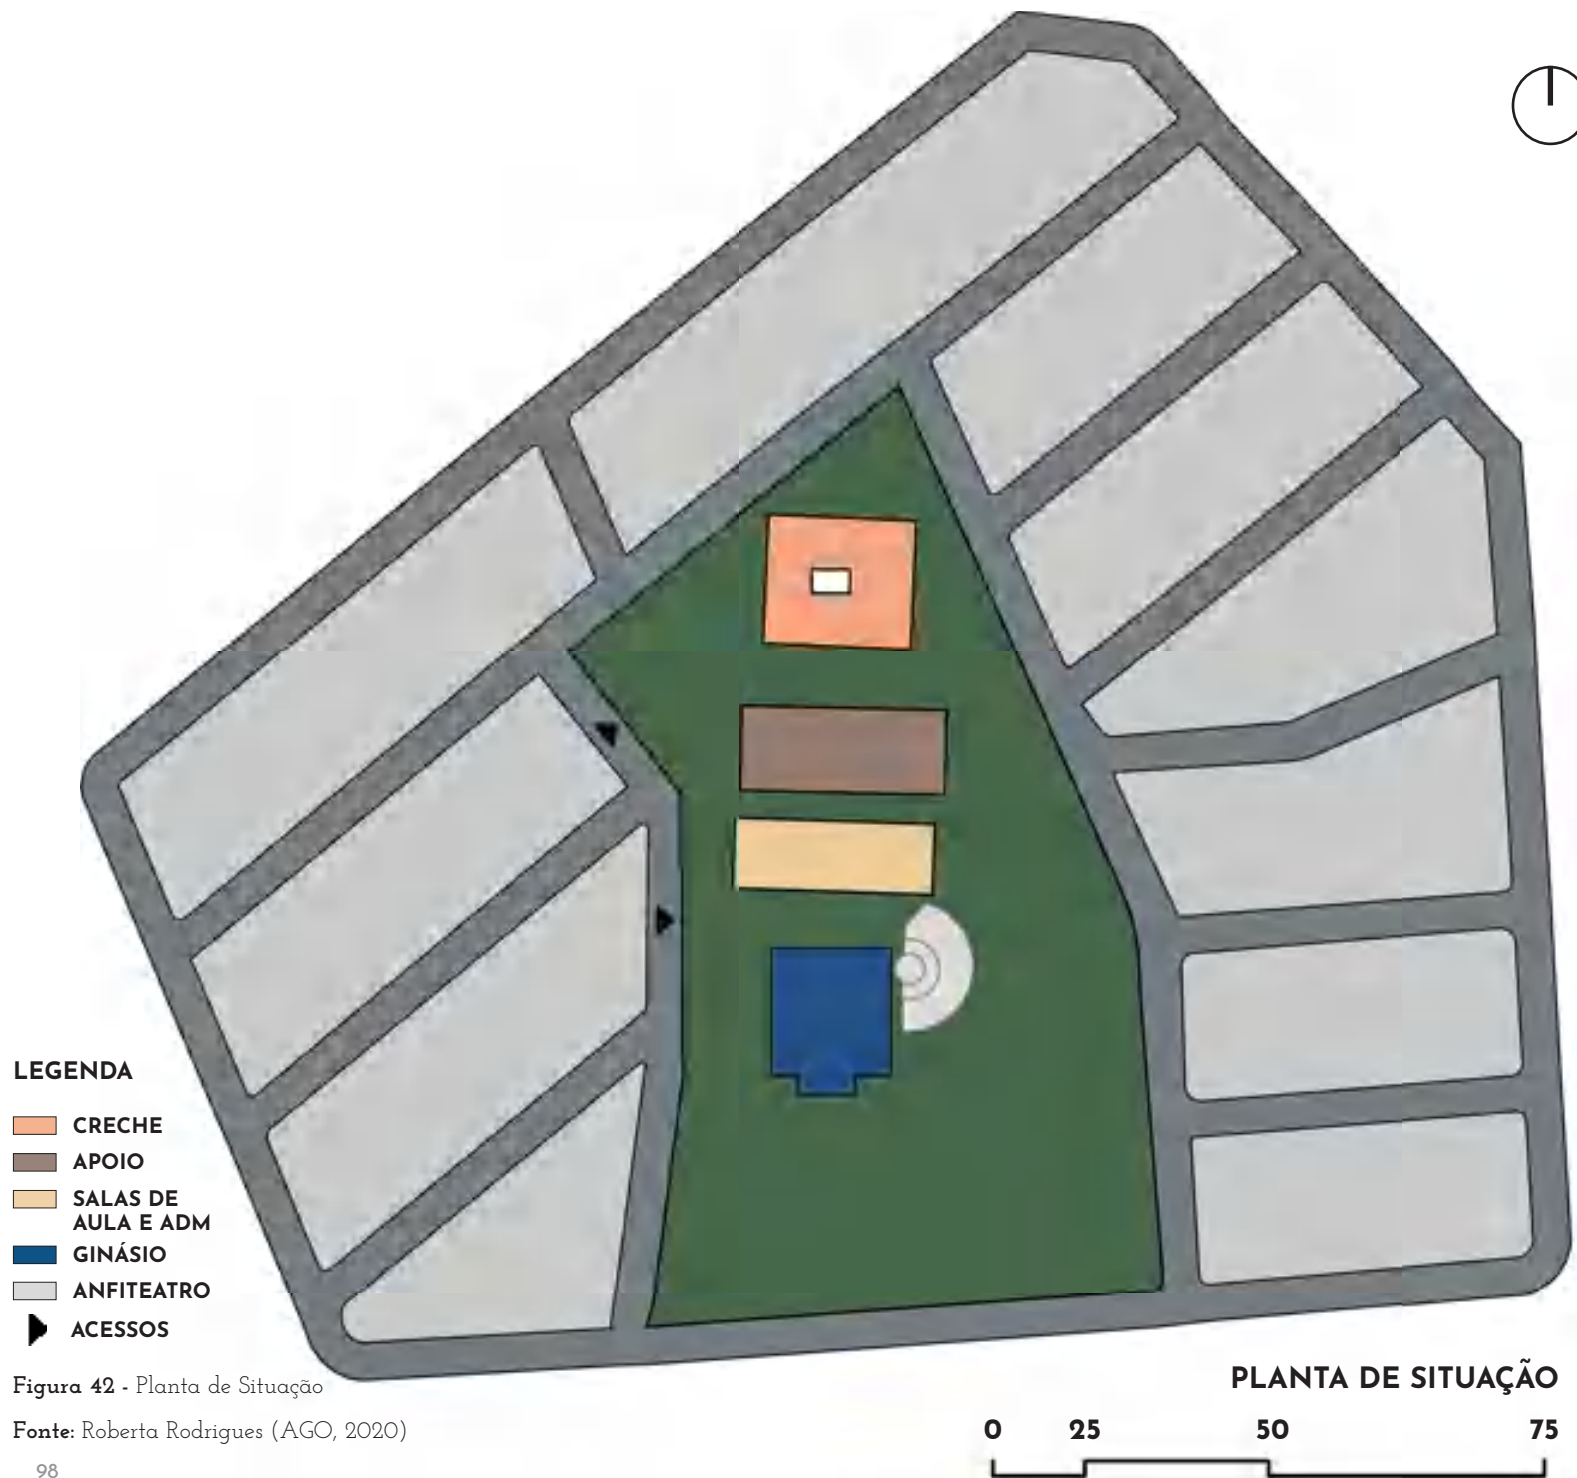 LEGENDA
CRECHE
APOIO
SALAS DE
AULA E ADM
GINÁSIO
ANFITEATRO
ACESSOS
Figura 42 - Planta de Situação
Fonte: Roberta Rodrigues (AGO, 2020)
98
PLANTA DE SITUAÇÃO
0 25 50 75